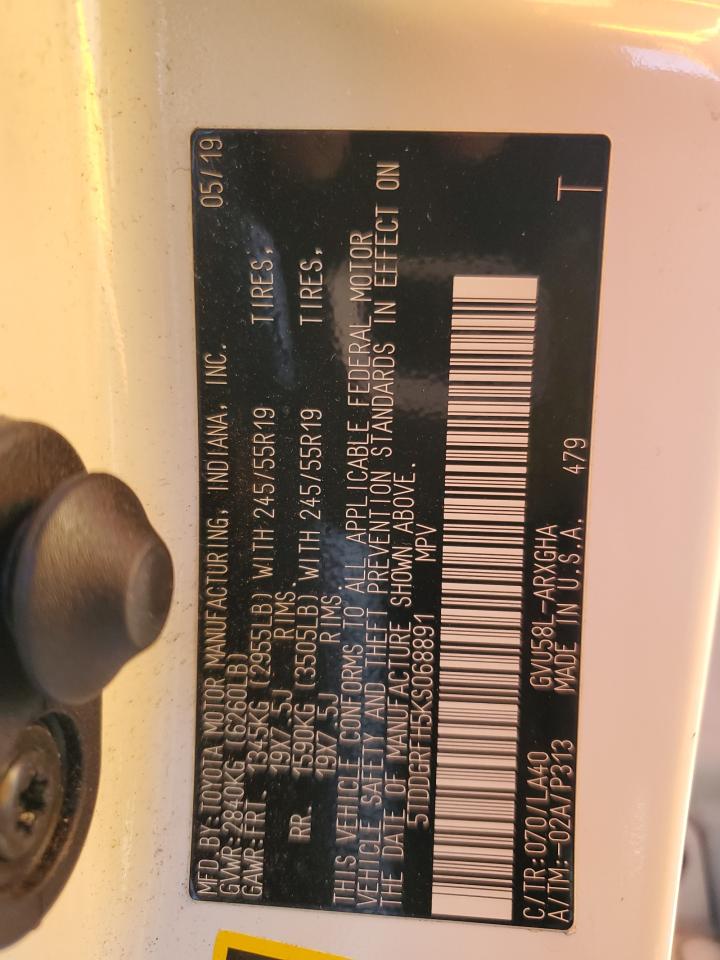 MFD.BY:TOYOTA MOTOR MANUFACTURING, INDIANA, INC. 05/19
GVWR:2840KG (6260LB)
GAWR:FRT. 1345KG (2955LB) WITH 245/55R19 TIRES,
19X7.5J RIMS.
RR. 1590KG (3505LB) WITH 245/55R19 TIRES,
19X7.5J RIMS
THIS VEHICLE CONFORMS TO ALL APPLICABLE FEDERAL MOTOR
VEHICLE SAFETY AND THEFT PREVENTION STANDARDS IN EFFECT ON
THE DATE OF MANUFACTURE SHOWN ABOVE.
5TDDGRFH5KS068891 MPV
C/TR:070/LA40 GVU58L-ARXGHA
A/TM:-02A/P313 MADE IN U.S.A. 479 T